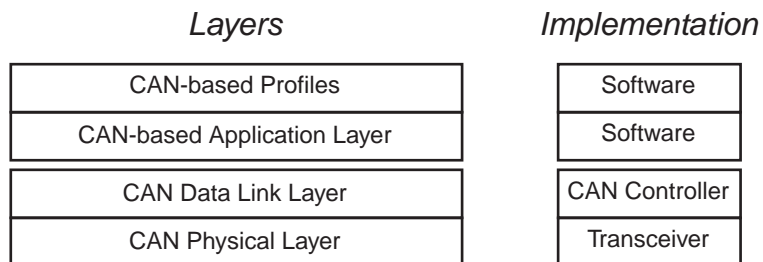 Layers Implementation
CAN-based Profiles Software
CAN-based Application Layer Software
CAN Data Link Layer CAN Controller
CAN Physical Layer Transceiver